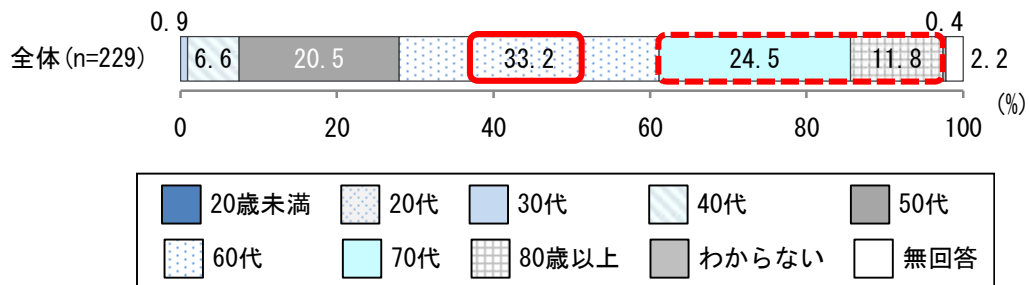 0.9 0.4
全体(n=229) 6.6 20.5 33.2 24.5 11.8 2.2
(%)
0 20 40 60 80 100
20歳未満 20代 30代 40代 50代
60代 70代 80歳以上 わからない 無回答